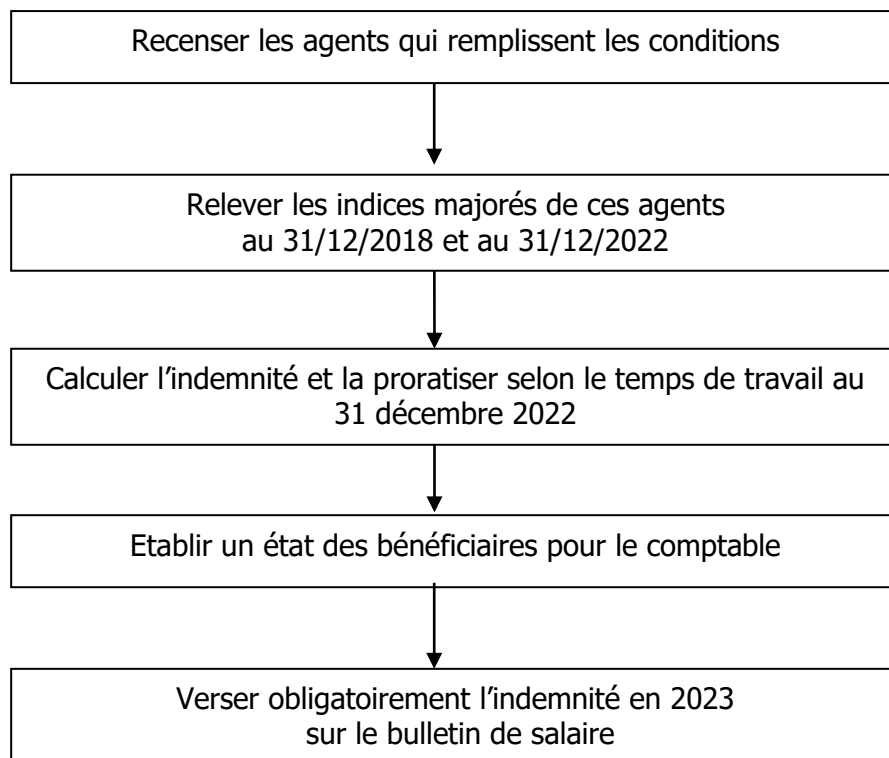 Recenser les agents qui remplissent les conditions
Relever les indices majorés de ces agents
au 31/12/2018 et au 31/12/2022
Calculer l’indemnité et la proratiser selon le temps de travail au
31 décembre 2022
Etablir un état des bénéficiaires pour le comptable
Verser obligatoirement l’indemnité en 2023
sur le bulletin de salaire